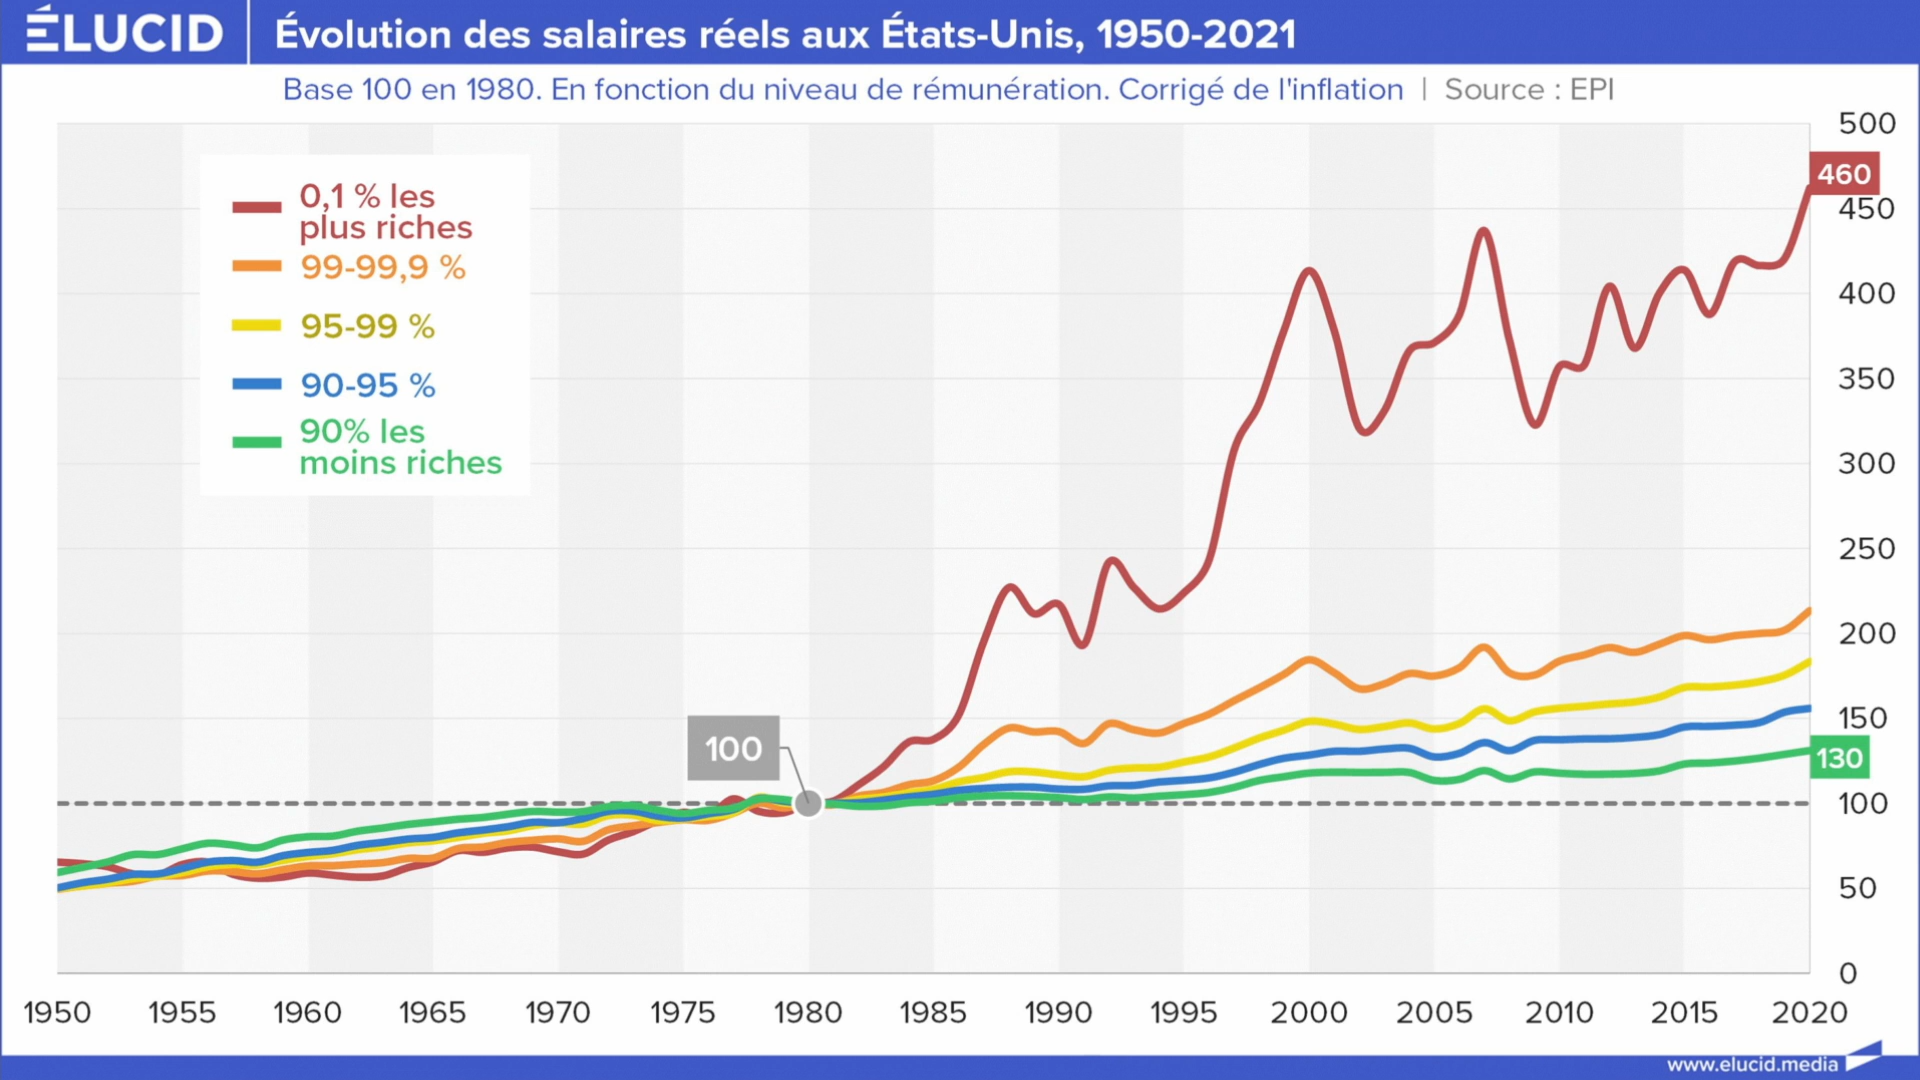 ÉLUCID
Évolution des salaires réels aux États-Unis, 1950-2021
Base 100 en 1980. En fonction du niveau de rémunération. Corrigé de l'inflation | Source : EPI
0,1 % les
plus riches
99-99,9 %
95-99 %
90-95 %
90% les
moins riches
100
500
460
450
400
350
300
250
200
150
130
100
50
0
1950 1955 1960 1965 1970 1975 1980 1985 1990 1995 2000 2005 2010 2015 2020
www.elucid.media